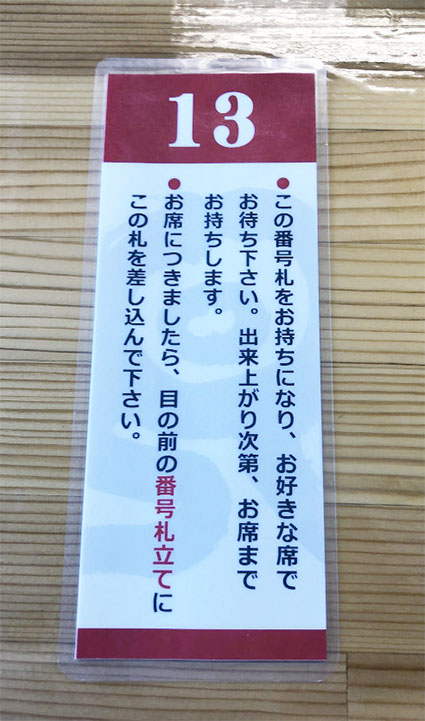 13
●この番号札をお持ちになり、お好きな席で
お待ち下さい。出来上がり次第、お席まで
お持ちします。
●お席につきましたら、目の前の番号札立てに
この札を差し込んで下さい。